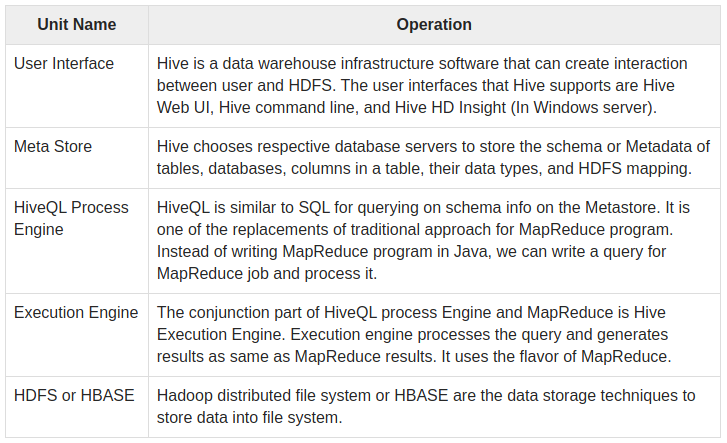 Unit Name Operation
User Interface
Hive is a data warehouse infrastructure software that can create interaction
between user and HDFS. The user interfaces that Hive supports are Hive
Web UI, Hive command line, and Hive HD Insight (In Windows server).
Meta Store
Hive chooses respective database servers to store the schema or Metadata of
tables, databases, columns in a table, their data types, and HDFS mapping.
HiveQL Process
Engine
HiveQL is similar to SQL for querying on schema info on the Metastore. It is
one of the replacements of traditional approach for MapReduce program.
Instead of writing MapReduce program in Java, we can write a query for
MapReduce job and process it.
Execution Engine
The conjunction part of HiveQL process Engine and MapReduce is Hive
Execution Engine. Execution engine processes the query and generates
results as same as MapReduce results. It uses the flavor of MapReduce.
HDFS or HBASE
Hadoop distributed file system or HBASE are the data storage techniques to
store data into file system.